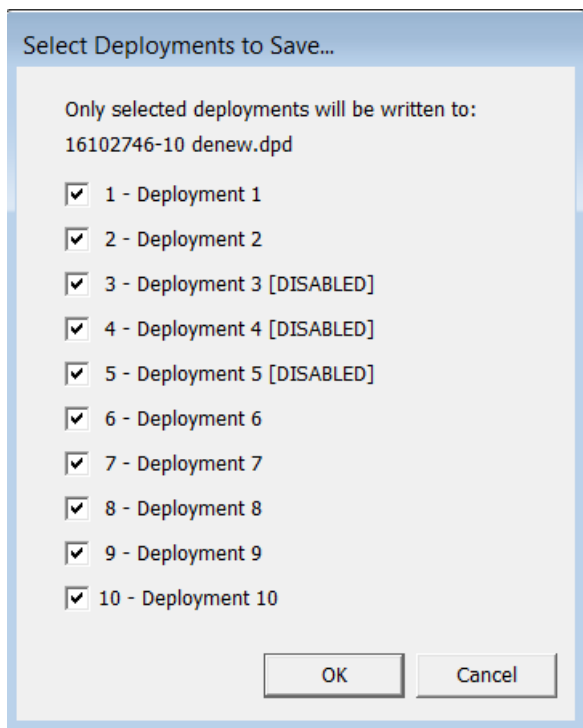 Select Deployments to Save...
Only selected deployments will be written to:
16102746-10 denew.dpd
1 - Deployment 1
2 - Deployment 2
3 - Deployment 3 [DISABLED]
4 - Deployment 4 [DISABLED]
5 - Deployment 5 [DISABLED]
6 - Deployment 6
7 - Deployment 7
8 - Deployment 8
9 - Deployment 9
10 - Deployment 10
OK Cancel